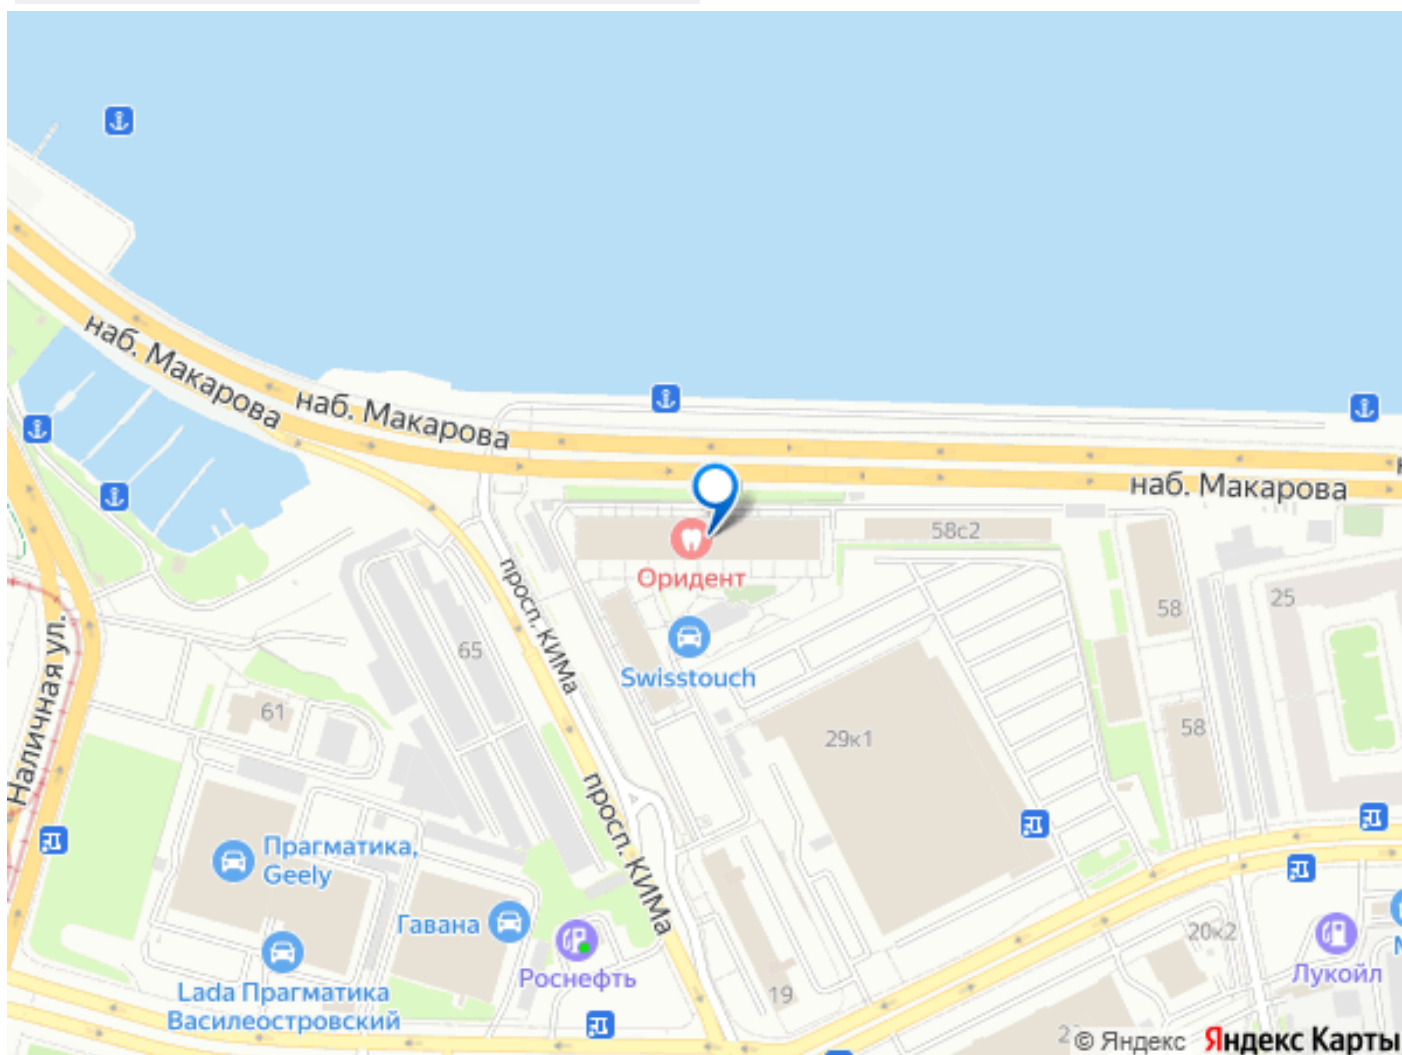 наб. Макарова
наб. Макарова
наб. Макарова
58с2
Оридент
просп. КИМа
25
58
65
Swisstouch
Наличная ул.
61
58
29к1
просп. КИМа
Прагматика,
Geely
Гавана
20к2
Роснефть
Лукойл
Lada Прагматика
Василеостровский
19
© Яндекс Яндекс Карты